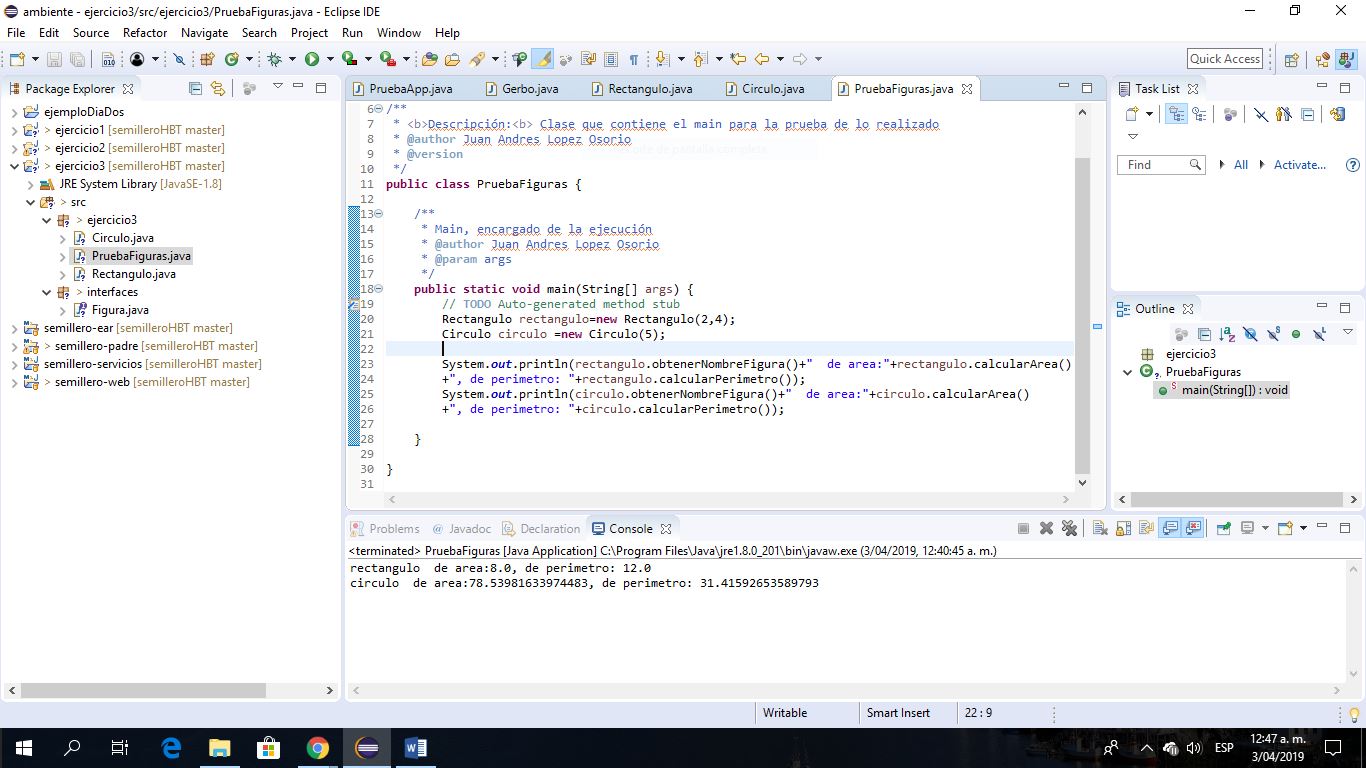 ambiente - ejercicio3/src/ejercicio3/PruebaFiguras.java - Eclipse IDE
File Edit Source Refactor Navigate Search Project Run Window Help
Quick Access
Package Explorer
ejemploDiaDos
> ejercicio1 [semilleroHBT master]
> ejercicio2 [semilleroHBT master]
> ejercicio3 [semilleroHBT master]
JRE System Library [JavaSE-1.8]
> src
> ejercicio3
> Circulo.java
> PruebaFiguras.java
> Rectangulo.java
> interfaces
> Figura.java
semillero-ear [semilleroHBT master]
> semillero-padre [semilleroHBT master]
semillero-servicios [semilleroHBT master]
> semillero-web [semilleroHBT master]
PruebaApp.java Gerbo.java Rectangulo.java Circulo.java PruebaFiguras.java
6 /**
7 * <b>Descripción:<b> Clase que contiene el main para la prueba de lo realizado
8 * @author Juan Andres Lopez Osorio
9 * @version
10 */
11 public class PruebaFiguras {
12
13 /**
14 * Main, encargado de la ejecución
15 * @author Juan Andres Lopez Osorio
16 * @param args
17 */
18 public static void main(String[] args) {
19 // TODO Auto-generated method stub
20 Rectangulo rectangulo=new Rectangulo(2,4);
21 Circulo circulo =new Circulo(5);
22
23 System.out.println(rectangulo.obtenerNombreFigura()+"  de area:"+rectangulo.calcularArea()
24 +", de perimetro: "+rectangulo.calcularPerimetro());
25 System.out.println(circulo.obtenerNombreFigura()+"  de area:"+circulo.calcularArea()
26 +", de perimetro: "+circulo.calcularPerimetro());
27
28 }
29
30 }
31
Task List
Find All Activate...
Outline
ejercicio3
PruebaFiguras
main(String[]) : void
Problems @ Javadoc Declaration Console
<terminated> PruebaFiguras [Java Application] C:\Program Files\Java\jre1.8.0_201\bin\javaw.exe (3/04/2019, 12:40:45 a. m.)
rectangulo  de area:8.0, de perimetro: 12.0
circulo  de area:78.53981633974483, de perimetro: 31.41592653589793
Writable Smart Insert 22 : 9
ESP
12:47 a. m.
3/04/2019